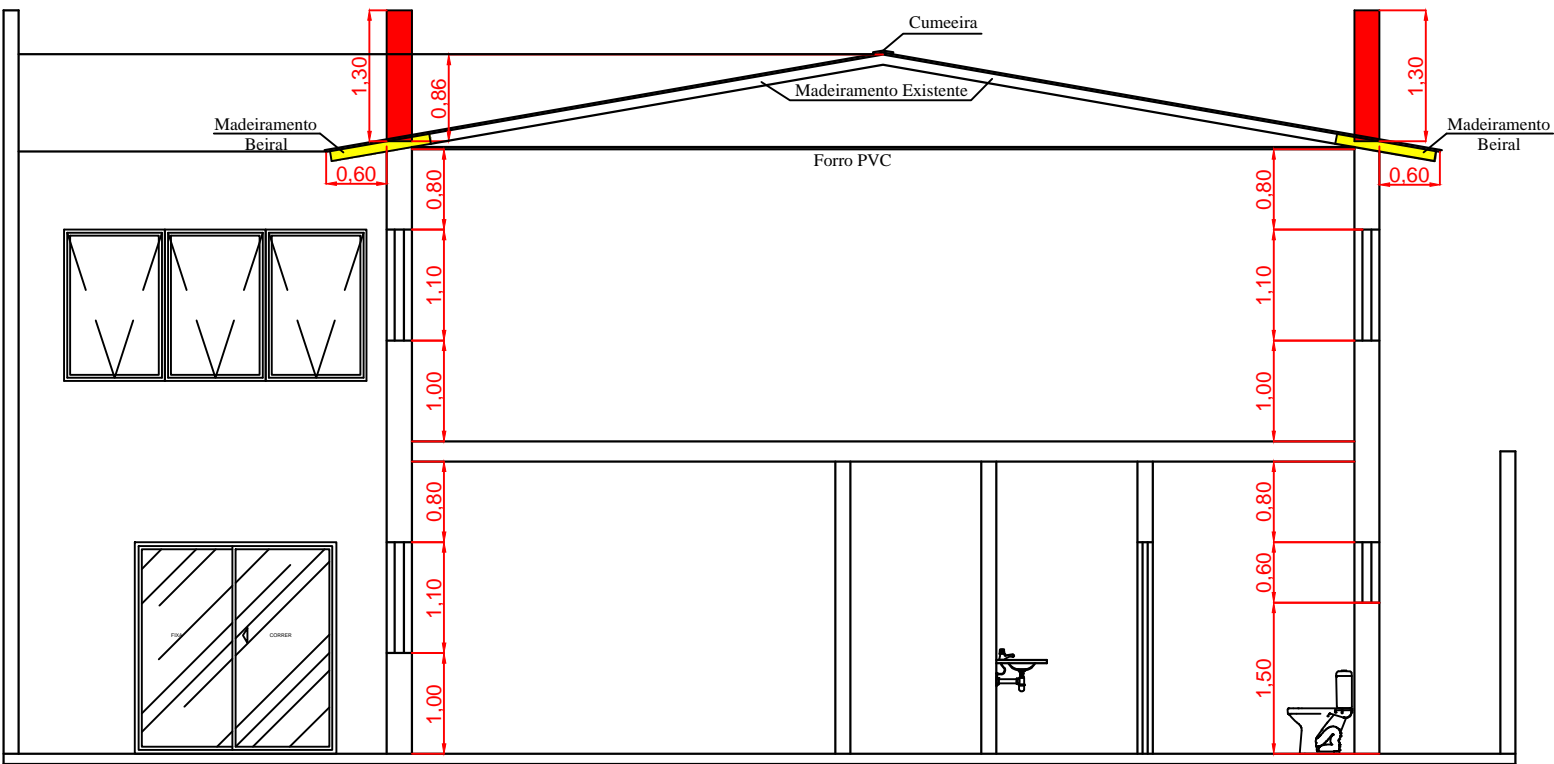 Cumeeira
1,30
0,86
1,30
Madeiramento Existente
Madeiramento
Beiral
Madeiramento
Beiral
Forro PVC
0,60
0,60
0,80
0,80
1,10
1,10
1,00
1,00
0,80
0,80
1,10
0,60
FIXA
CORRER
1,00
1,50